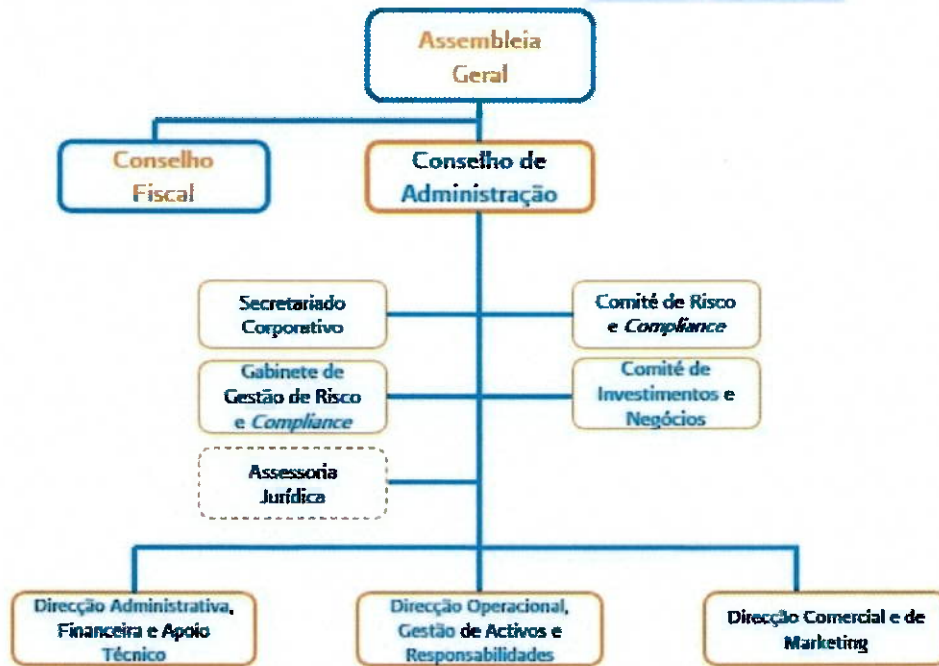 Assembleia
Geral
Conselho
Fiscal
Conselho de
Administração
Secretariado
Corporativo
Comité de Risco
e Compliance
Gabinete de
Gestão de Risco
e Compliance
Comité de
Investimentos e
Negócios
Assessoria
Jurídica
Direcção Administrativa,
Financeira e Apoio
Técnico
Direcção Operacional,
Gestão de Activos e
Responsabilidades
Direcção Comercial e de
Marketing